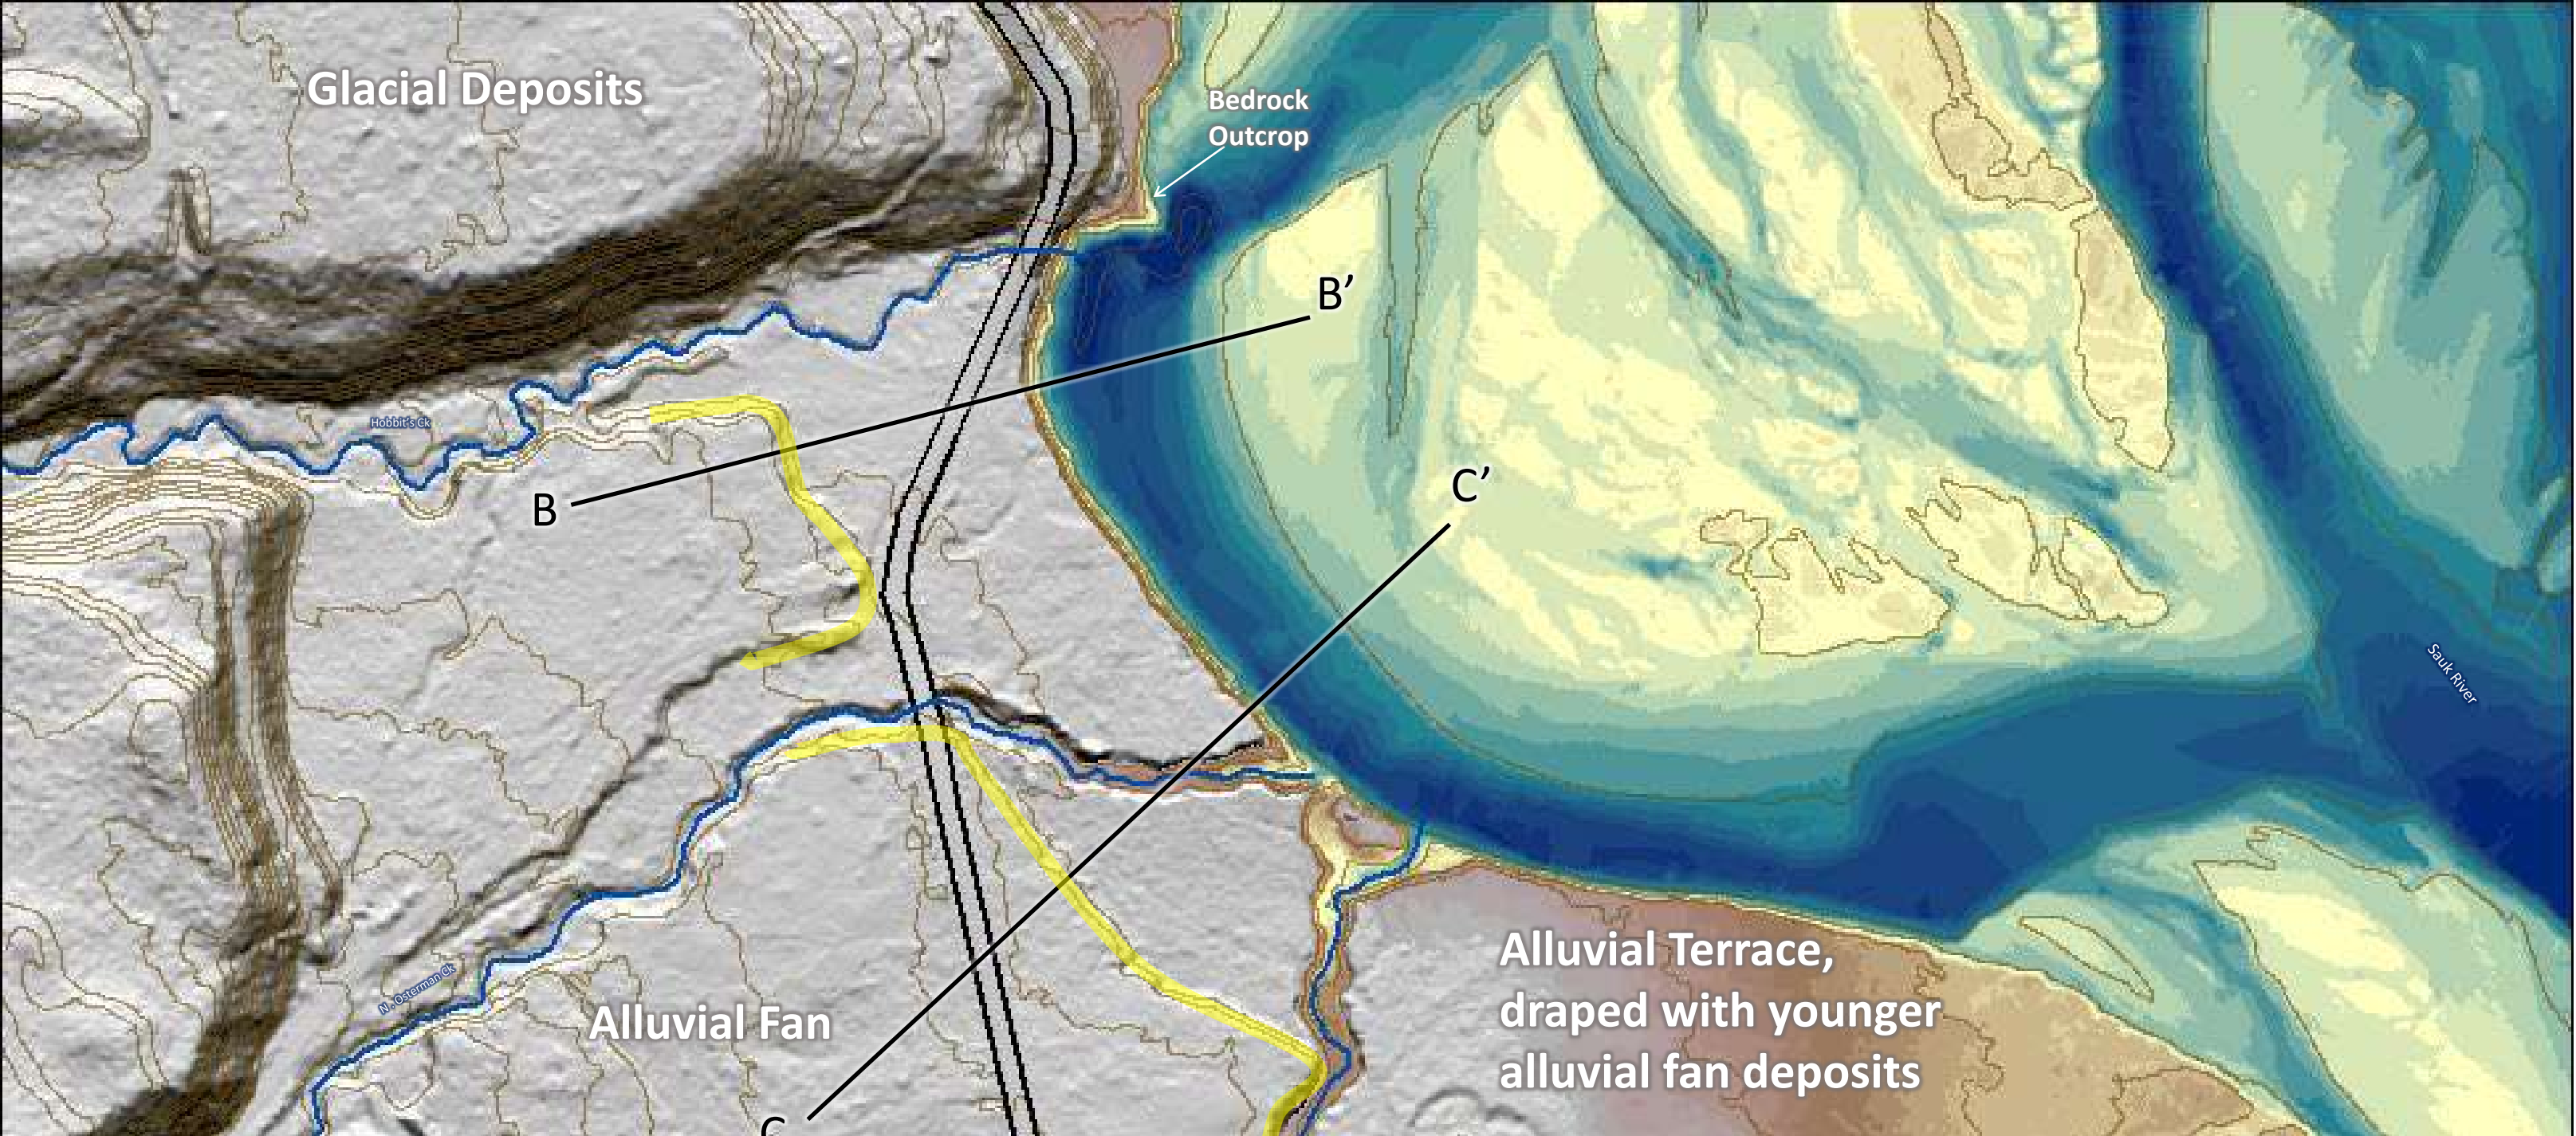 Glacial Deposits
Bedrock
Outcrop
B’
Hobbit's Ck
C’
B
Sauk River
Alluvial Terrace,
draped with younger
alluvial fan deposits
N. Osterman Ck
Alluvial Fan
C